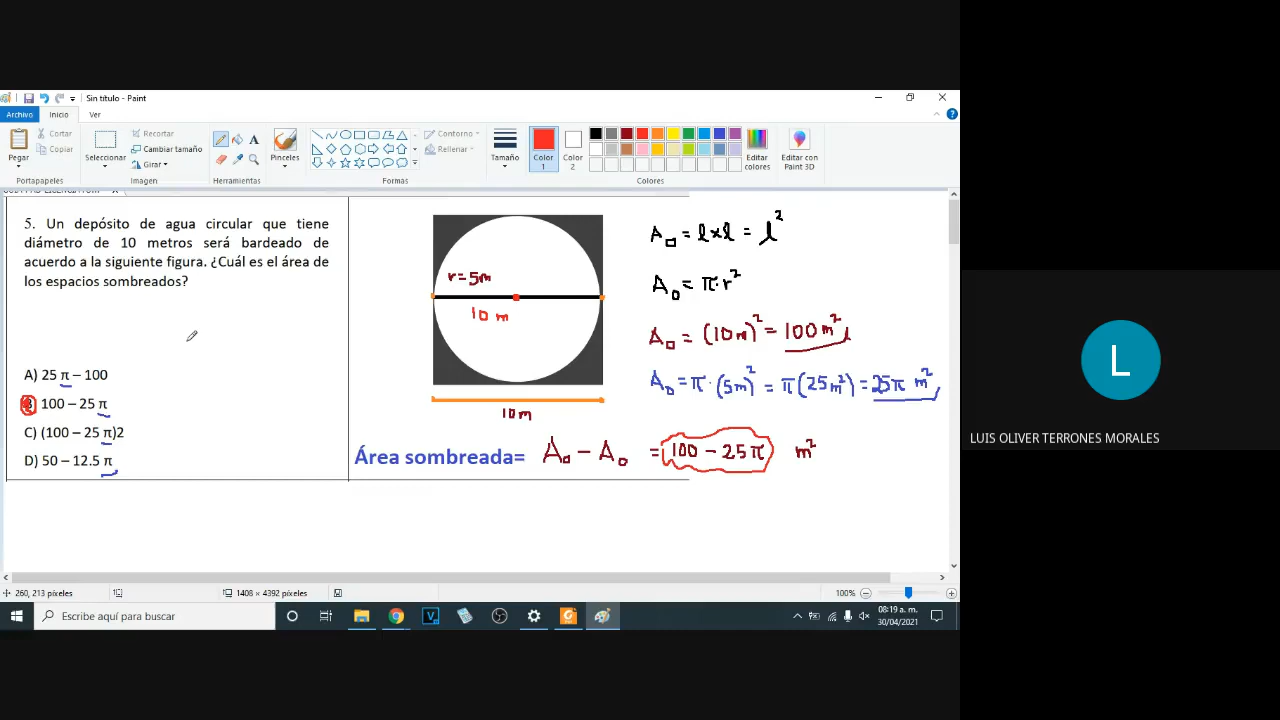 Sin título - Paint
Archivo
Inicio
Ver
Pegar
Cortar
Copiar
Portapapeles
Seleccionar
Recortar
Cambiar tamaño
Girar
Imagen
Herramientas
Pinceles
Contorno
Rellenar
Formas
Tamaño
Color 1
Color 2
Editar colores
Editar con Paint 3D
Colores
5. Un depósito de agua circular que tiene
diámetro de 10 metros será bardeado de
acuerdo a la siguiente figura. ¿Cuál es el área de
los espacios sombreados?
A) 25 π – 100
100 – 25 π
C) (100 – 25 π)2
D) 50 – 12.5 π
r=5m
10 m
10m
A□ = l×l = l²
A○ = π·r²
A□ = (10m)² = 100m²
A○ = π·(5m)² = π(25m²) = 25π m²
Área sombreada= A□ – A○ = 100 – 25π m²
260, 213 píxeles
1408 × 4392 píxeles
100%
Escribe aquí para buscar
08:19 a. m.
30/04/2021
L
LUIS OLIVER TERRONES MORALES